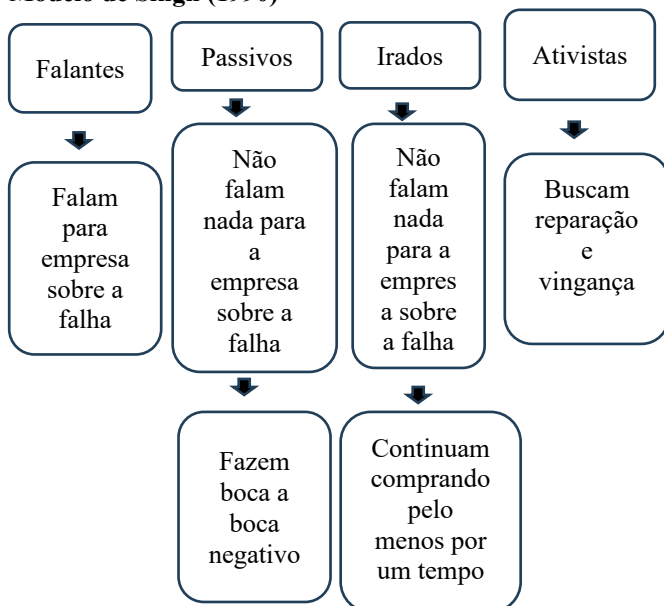 Modelo de Singh (1990)
Falantes
Passivos
Irados
Ativistas
Falam
para
empresa
sobre a
falha
Não
falam
nada para
a
empresa
sobre a
falha
Não
falam
nada
para a
empres
a sobre
a falha
Buscam
reparação
e
vingança
Fazem
boca a
boca
negativo
Continuam
comprando
pelo
menos por
um tempo